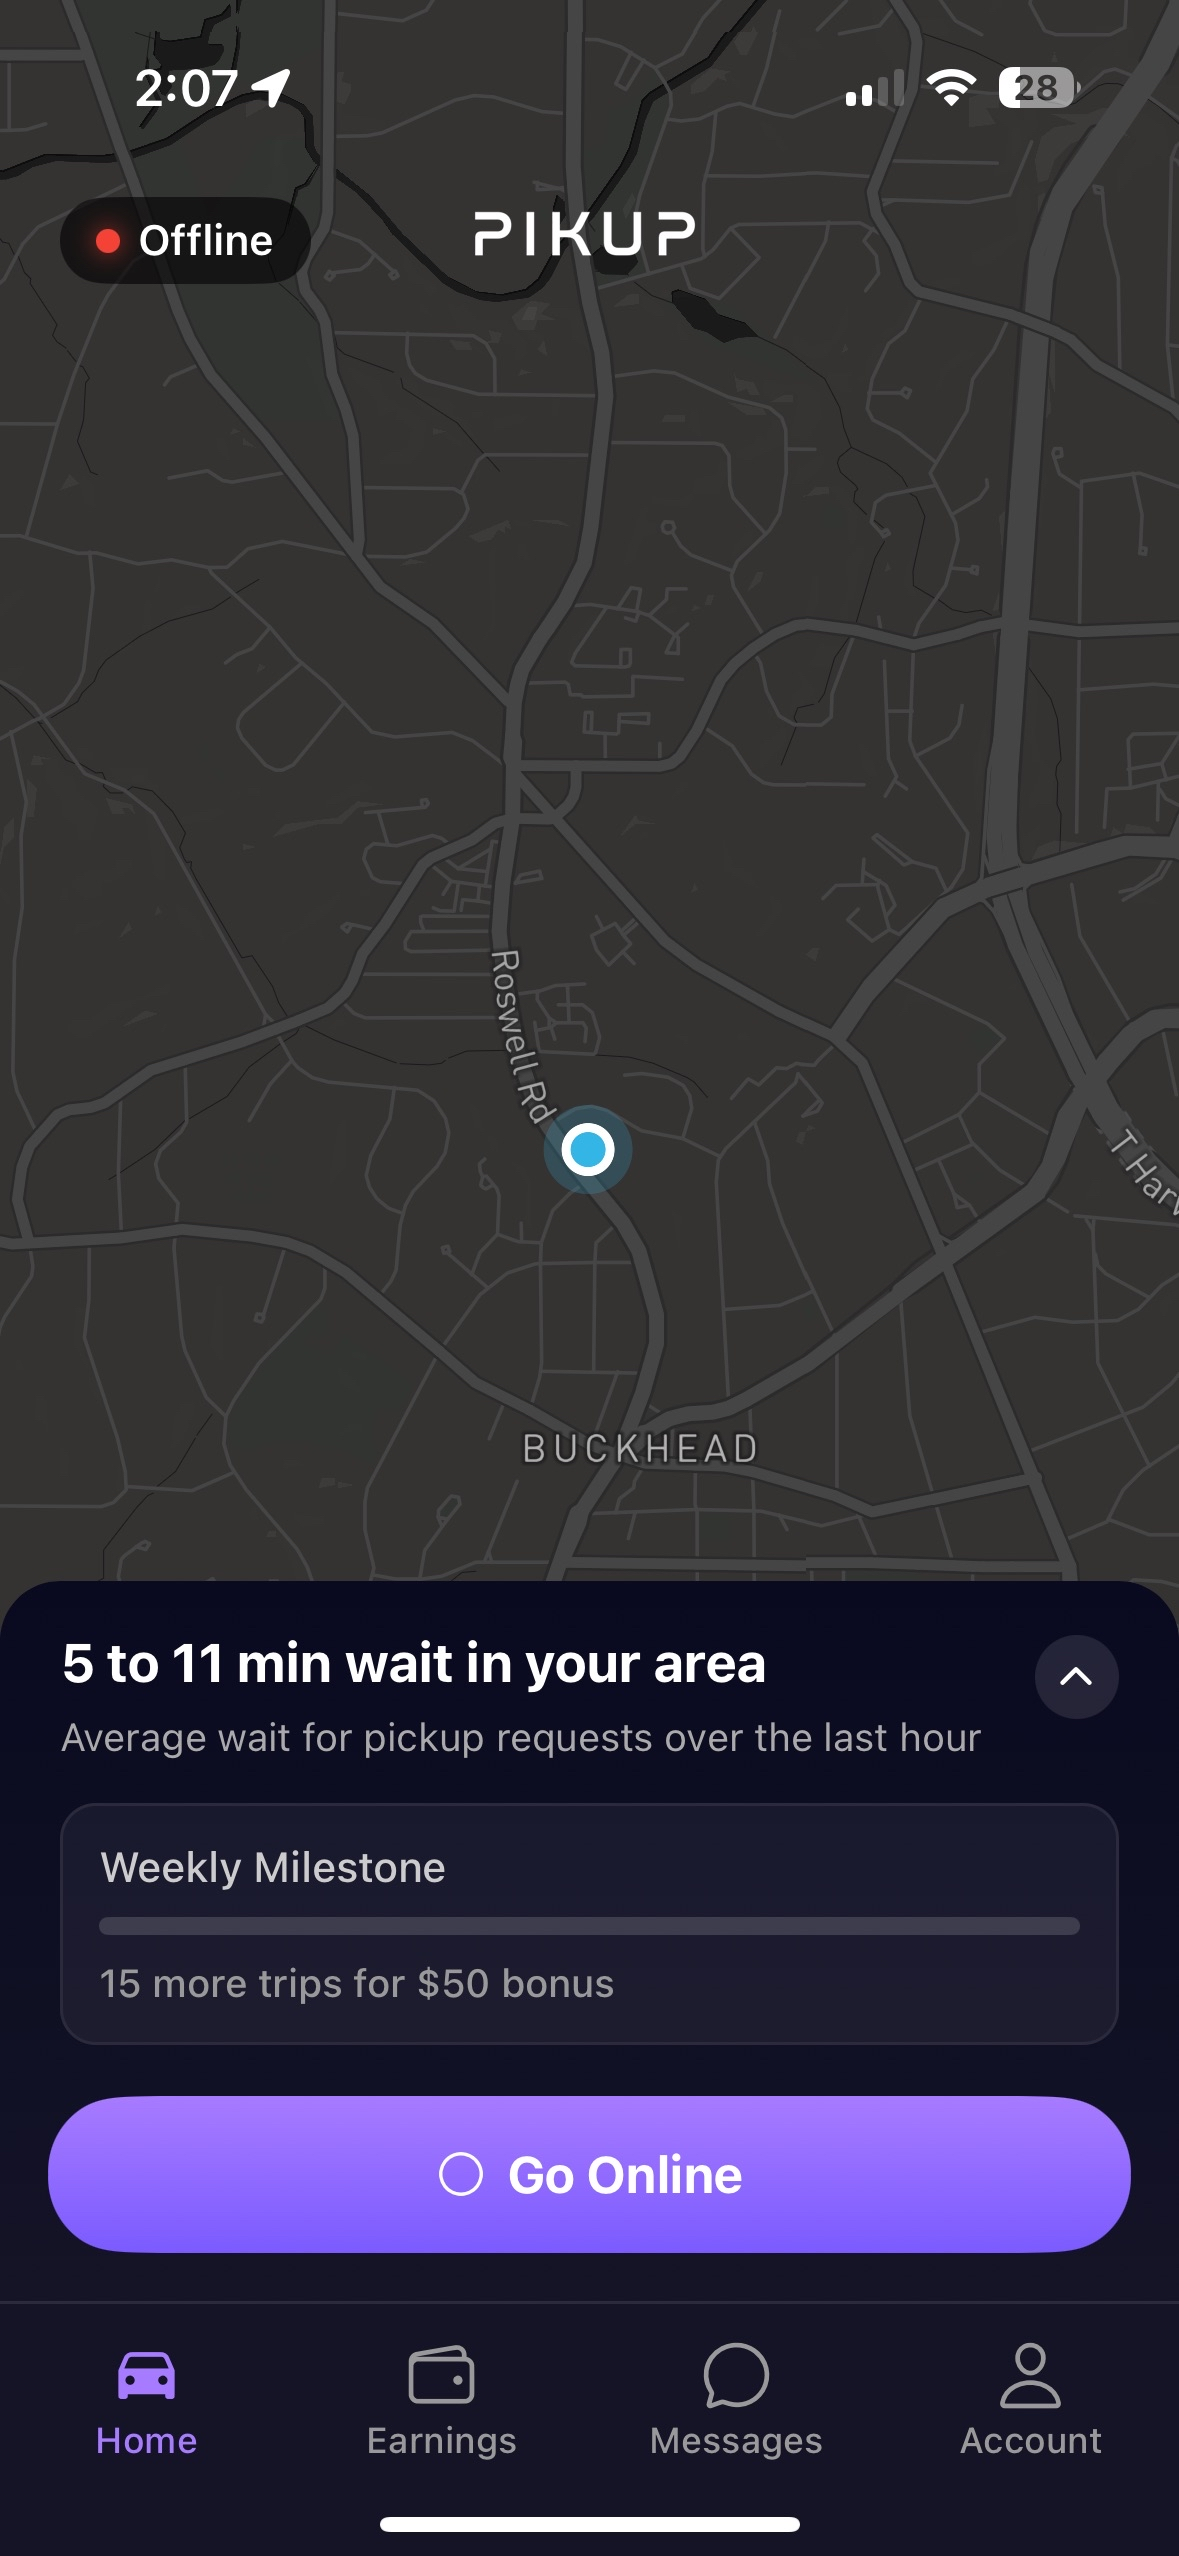 2:07
28
Offline
PIKUP
Roswell Rd
T Harv
BUCKHEAD
5 to 11 min wait in your area
Average wait for pickup requests over the last hour
Weekly Milestone
15 more trips for $50 bonus
Go Online
Home
Earnings
Messages
Account